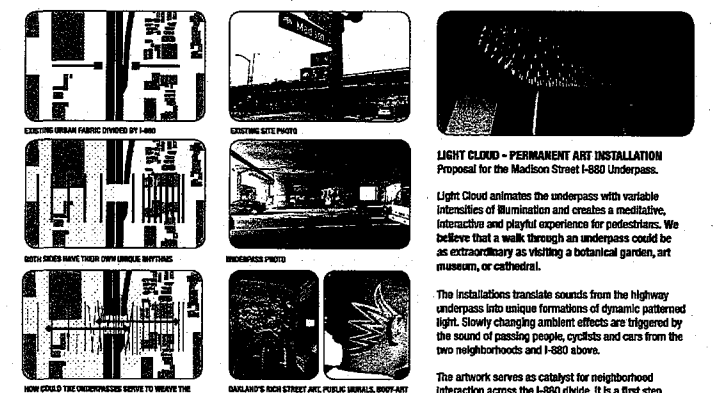 Madison
EXISTING URBAN FABRIC DIVIDED BY I-880
EXISTING SITE PHOTO
BOTH SIDES HAVE THEIR OWN UNIQUE RHYTHMS
UNDERPASS PHOTO
HOW COULD THE UNDERPASSES SERVE TO WEAVE THE
OAKLAND'S RICH STREET ART, PUBLIC MURALS, BODY-ART
LIGHT CLOUD - PERMANENT ART INSTALLATION
Proposal for the Madison Street I-880 Underpass.
Light Cloud animates the underpass with variable
intensities of illumination and creates a meditative,
interactive and playful experience for pedestrians. We
believe that a walk through an underpass could be
as extraordinary as visiting a botanical garden, art
museum, or cathedral.
The installations translate sounds from the highway
underpass into unique formations of dynamic patterned
light. Slowly changing ambient effects are triggered by
the sound of passing people, cyclists and cars from the
two neighborhoods and I-880 above.
The artwork serves as catalyst for neighborhood
interaction across the I-880 divide. It is a first step